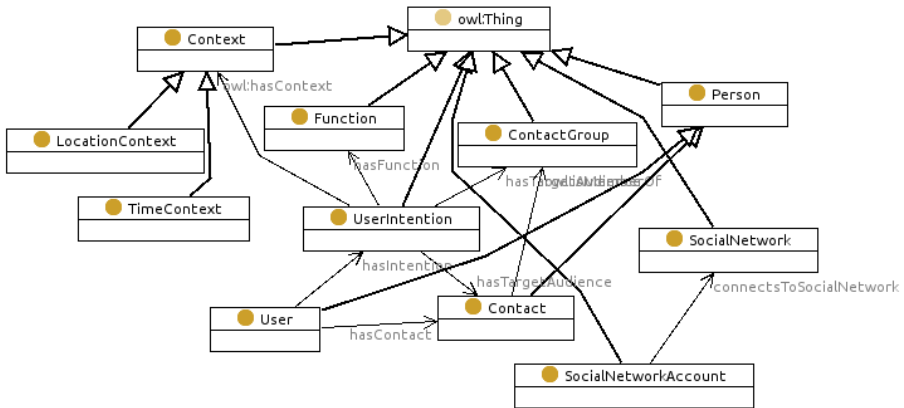 owl:Thing
Context
owl:hasContext
Person
Function
ContactGroup
LocationContext
hasFunction
TimeContext
UserIntention
SocialNetwork
hasIntention
hasTargetAudience
connectsToSocialNetwork
User
Contact
hasContact
SocialNetworkAccount